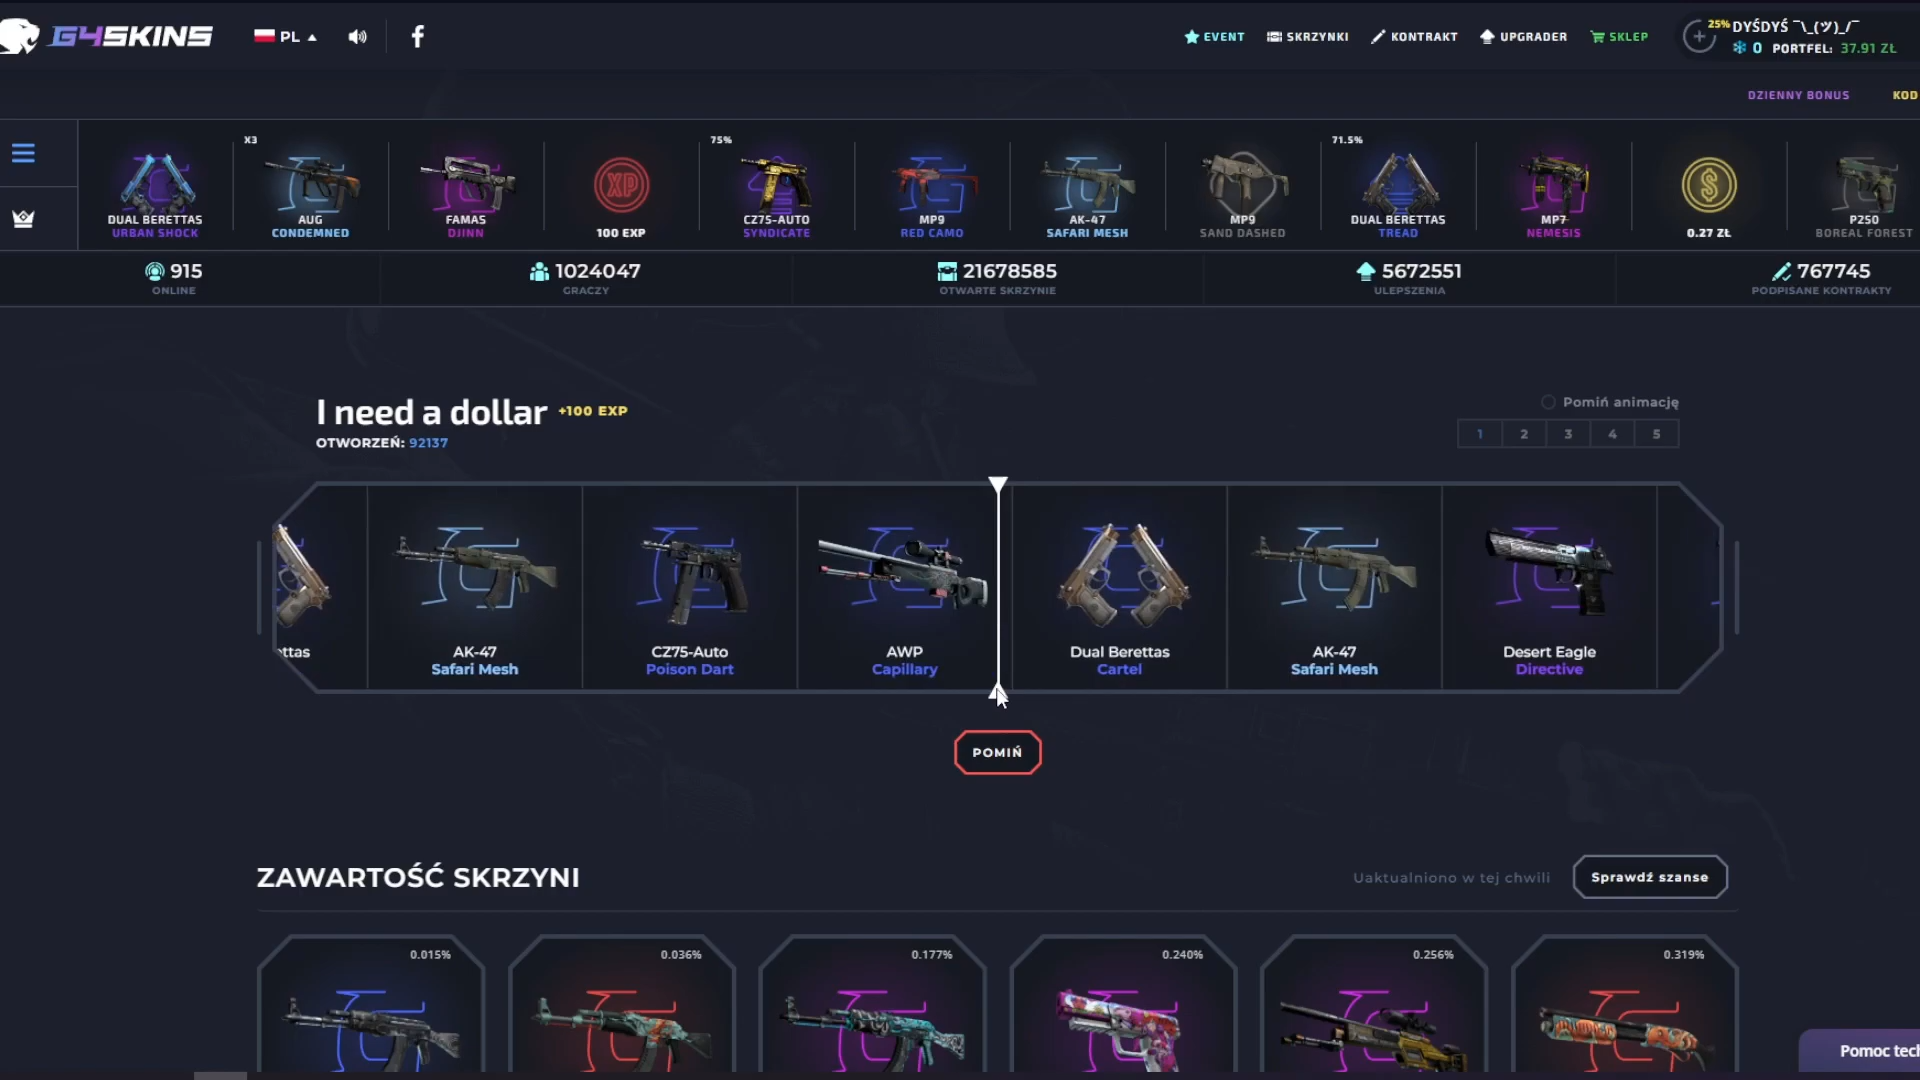 G4SKINS
PL
EVENT
SKRZYNKI
KONTRAKT
UPGRADER
SKLEP
25%
DYŚDYŚ ¯\_(ツ)_/¯
0 PORTFEL: 37.91 ZŁ
DZIENNY BONUS
KOD
DUAL BERETTAS
URBAN SHOCK
X3
AUG
CONDEMNED
FAMAS
DJINN
XP
100 EXP
75%
CZ75-AUTO
SYNDICATE
MP9
RED CAMO
AK-47
SAFARI MESH
MP9
SAND DASHED
71.5%
DUAL BERETTAS
TREAD
MP7
NEMESIS
$
0.27 ZŁ
P250
BOREAL FOREST
915
ONLINE
1024047
GRACZY
21678585
OTWARTE SKRZYNIE
5672551
ULEPSZENIA
767745
PODPISANE KONTRAKTY
I need a dollar +100 EXP
OTWORZEŃ: 92137
Pomiń animację
1 2 3 4 5
ettas
AK-47
Safari Mesh
CZ75-Auto
Poison Dart
AWP
Capillary
Dual Berettas
Cartel
AK-47
Safari Mesh
Desert Eagle
Directive
POMIŃ
ZAWARTOŚĆ SKRZYNI
Uaktualniono w tej chwili
Sprawdź szanse
0.015%
0.036%
0.177%
0.240%
0.256%
0.319%
Pomoc tech